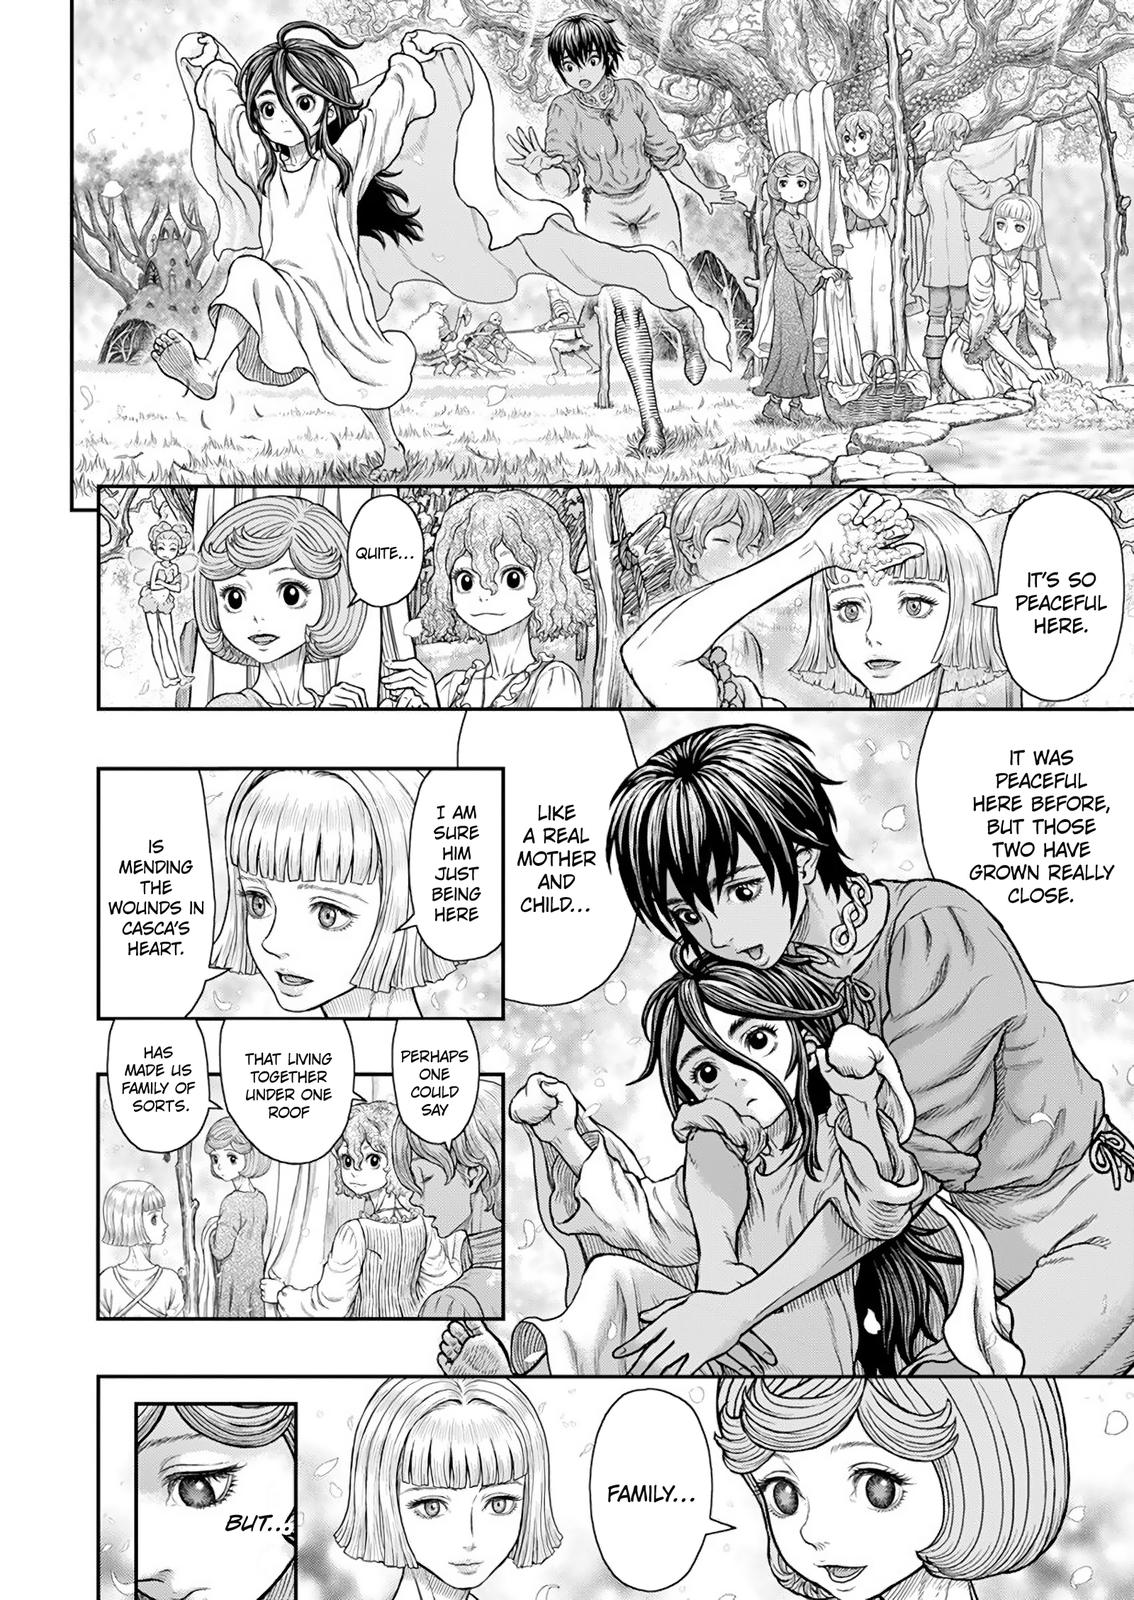 IT'S SO
PEACEFUL
HERE.
QUITE...
IT WAS
PEACEFUL
HERE BEFORE,
BUT THOSE
TWO HAVE
GROWN REALLY
CLOSE.
LIKE
A REAL
MOTHER
AND
CHILD...
I AM
SURE
HIM
JUST
BEING
HERE
IS
MENDING
THE
WOUNDS IN
CASCA'S
HEART.
PERHAPS
ONE
COULD
SAY
THAT LIVING
TOGETHER
UNDER ONE
ROOF
HAS
MADE US
FAMILY OF
SORTS.
FAMILY...
BUT...